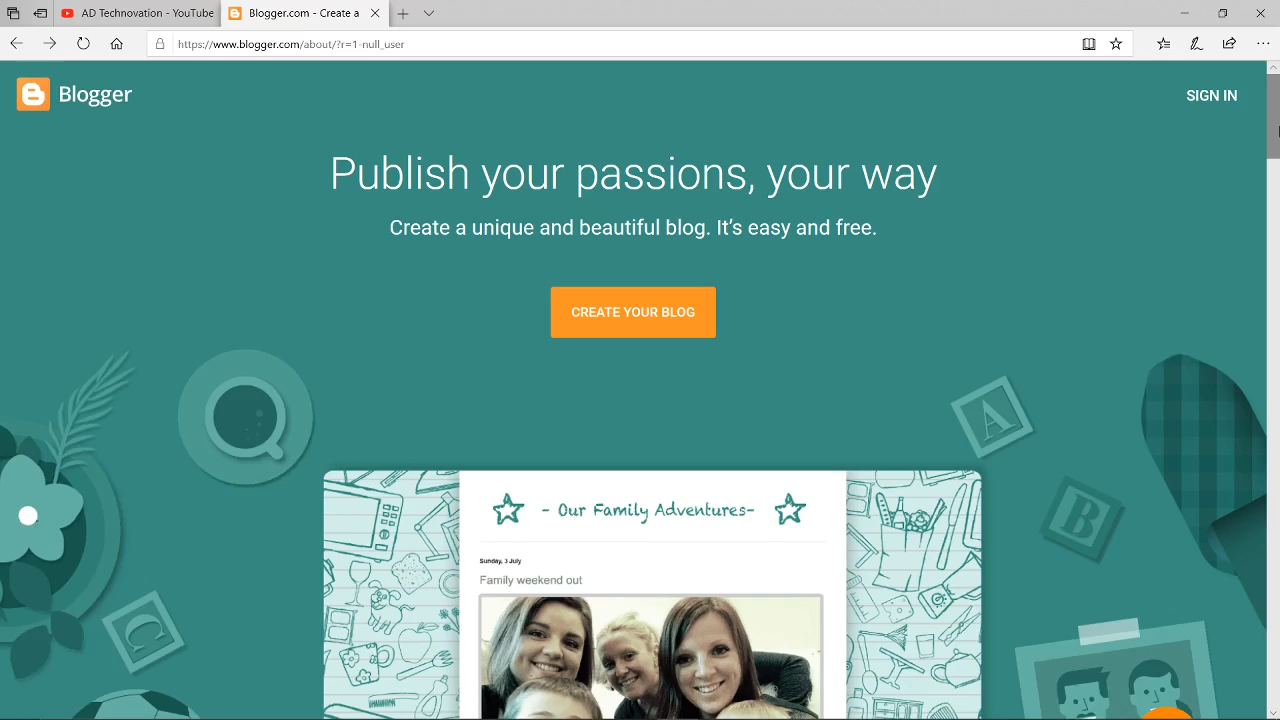 AD Technovation - YouTube
Blogger.com - Create a
https://www.blogger.com/about/?r=1-null_user
Blogger
SIGN IN
Publish your passions, your way
Create a unique and beautiful blog. It's easy and free.
CREATE YOUR BLOG
A
B
C
- Our Family Adventures-
Sunday, 3 July
Family weekend out